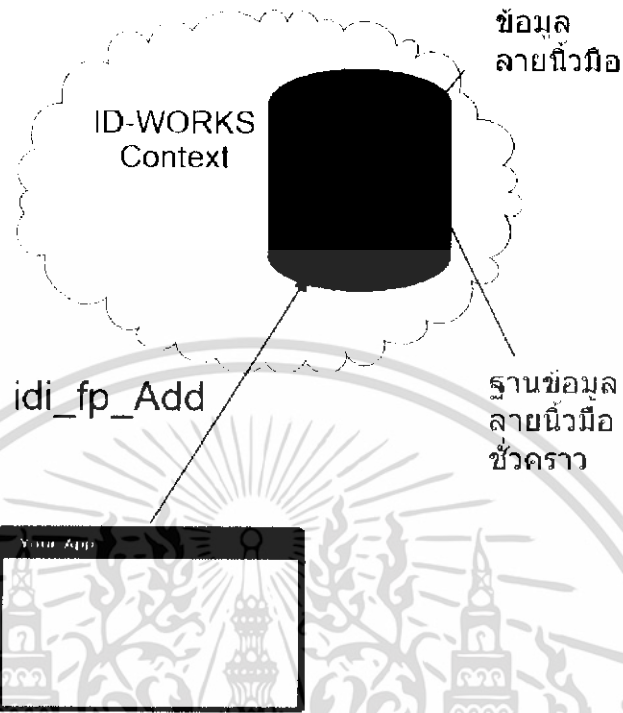 ข้อมูล
ลายนิ้วมือ
ID-WORKS
Context
idi_fp_Add
ฐานข้อมูล
ลายนิ้วมือ
ชั่วคราว
Your App